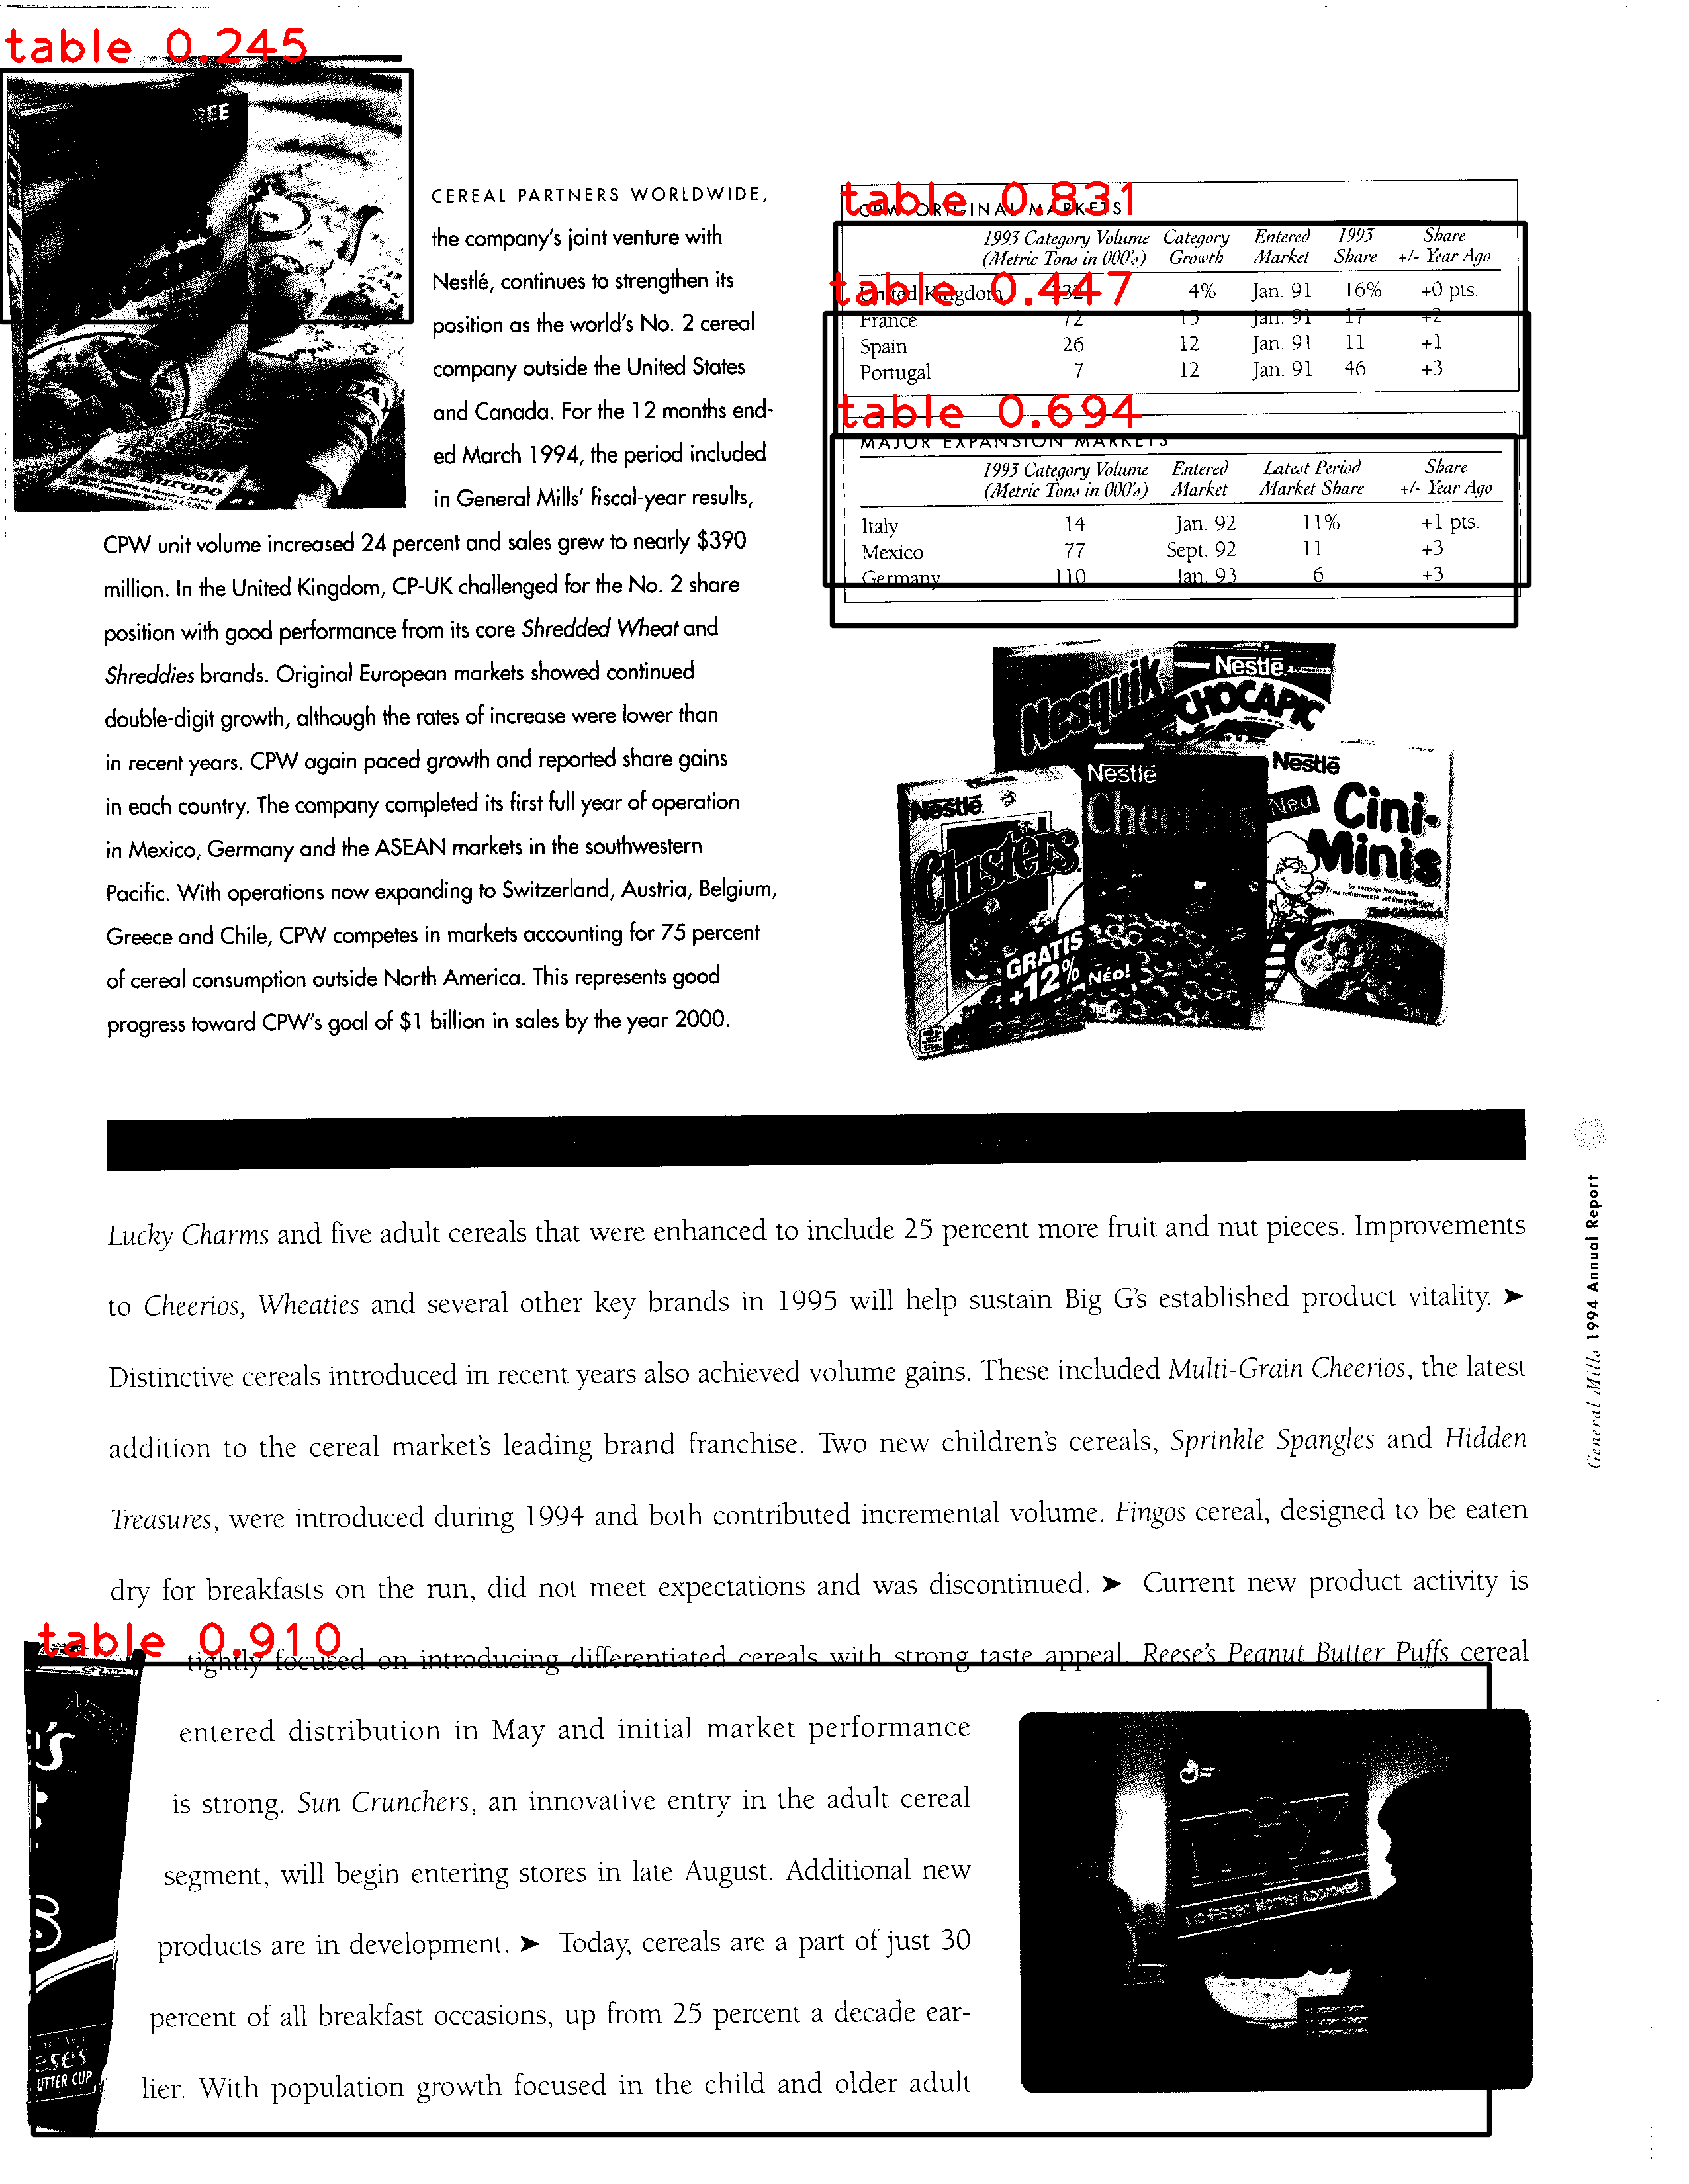 table 0.245
REE
DA
Europe
CEREAL PARTNERS WORLDWIDE,
the company's joint venture with
Nestlé, continues to strengthen its
position as the world's No. 2 cereal
company outside the United States
and Canada. For the 12 months end-
ed March 1994, the period included
in General Mills' fiscal-year results,
CPW unit volume increased 24 percent and sales grew to nearly $390
million. In the United Kingdom, CP-UK challenged for the No. 2 share
position with good performance from its core Shredded Wheat and
Shreddies brands. Original European markets showed continued
double-digit growth, although the rates of increase were lower than
in recent years. CPW again paced growth and reported share gains
in each country. The company completed its first full year of operation
in Mexico, Germany and the ASEAN markets in the southwestern
Pacific. With operations now expanding to Switzerland, Austria, Belgium,
Greece and Chile, CPW competes in markets accounting for 75 percent
of cereal consumption outside North America. This represents good
progress toward CPW's goal of $1 billion in sales by the year 2000.
table 0.831
CPW ORIGINAL MARKETS
1993 Category Volume Category Entered 1993 Share
(Metric Tons in 000's) Growth Market Share +/- Year Ago
table 0.447
United Kingdom 4% Jan. 91 16% +0 pts.
France 72 13 Jan. 91 17 +2
Spain 26 12 Jan. 91 11 +1
Portugal 7 12 Jan. 91 46 +3
table 0.694
MAJOR EXPANSION MARKETS
1993 Category Volume Entered Latest Period Share
(Metric Tons in 000's) Market Market Share +/- Year Ago
Italy 14 Jan. 92 11% +1 pts.
Mexico 77 Sept. 92 11 +3
Germany 110 Jan. 93 6 +3
Nesquik
Nestlé
CHOCAPIC
Nestlé
Clusters
GRATIS
+12%
Nestlé
Cheerios
Néo!
Nestlé
Neu Cini-
Minis
375g
Lucky Charms and five adult cereals that were enhanced to include 25 percent more fruit and nut pieces. Improvements
to Cheerios, Wheaties and several other key brands in 1995 will help sustain Big G's established product vitality. ➤
Distinctive cereals introduced in recent years also achieved volume gains. These included Multi-Grain Cheerios, the latest
addition to the cereal market's leading brand franchise. Two new children's cereals, Sprinkle Spangles and Hidden
Treasures, were introduced during 1994 and both contributed incremental volume. Fingos cereal, designed to be eaten
dry for breakfasts on the run, did not meet expectations and was discontinued. ➤ Current new product activity is
table 0.910
tightly focused on introducing differentiated cereals with strong taste appeal. Reese's Peanut Butter Puffs cereal
entered distribution in May and initial market performance
is strong. Sun Crunchers, an innovative entry in the adult cereal
segment, will begin entering stores in late August. Additional new
products are in development. ➤ Today, cereals are a part of just 30
percent of all breakfast occasions, up from 25 percent a decade ear-
lier. With population growth focused in the child and older adult
NEW!
's
ese's
UTTER CUP
Kix
Kid-Tested Mother Approved
General Mills 1994 Annual Report